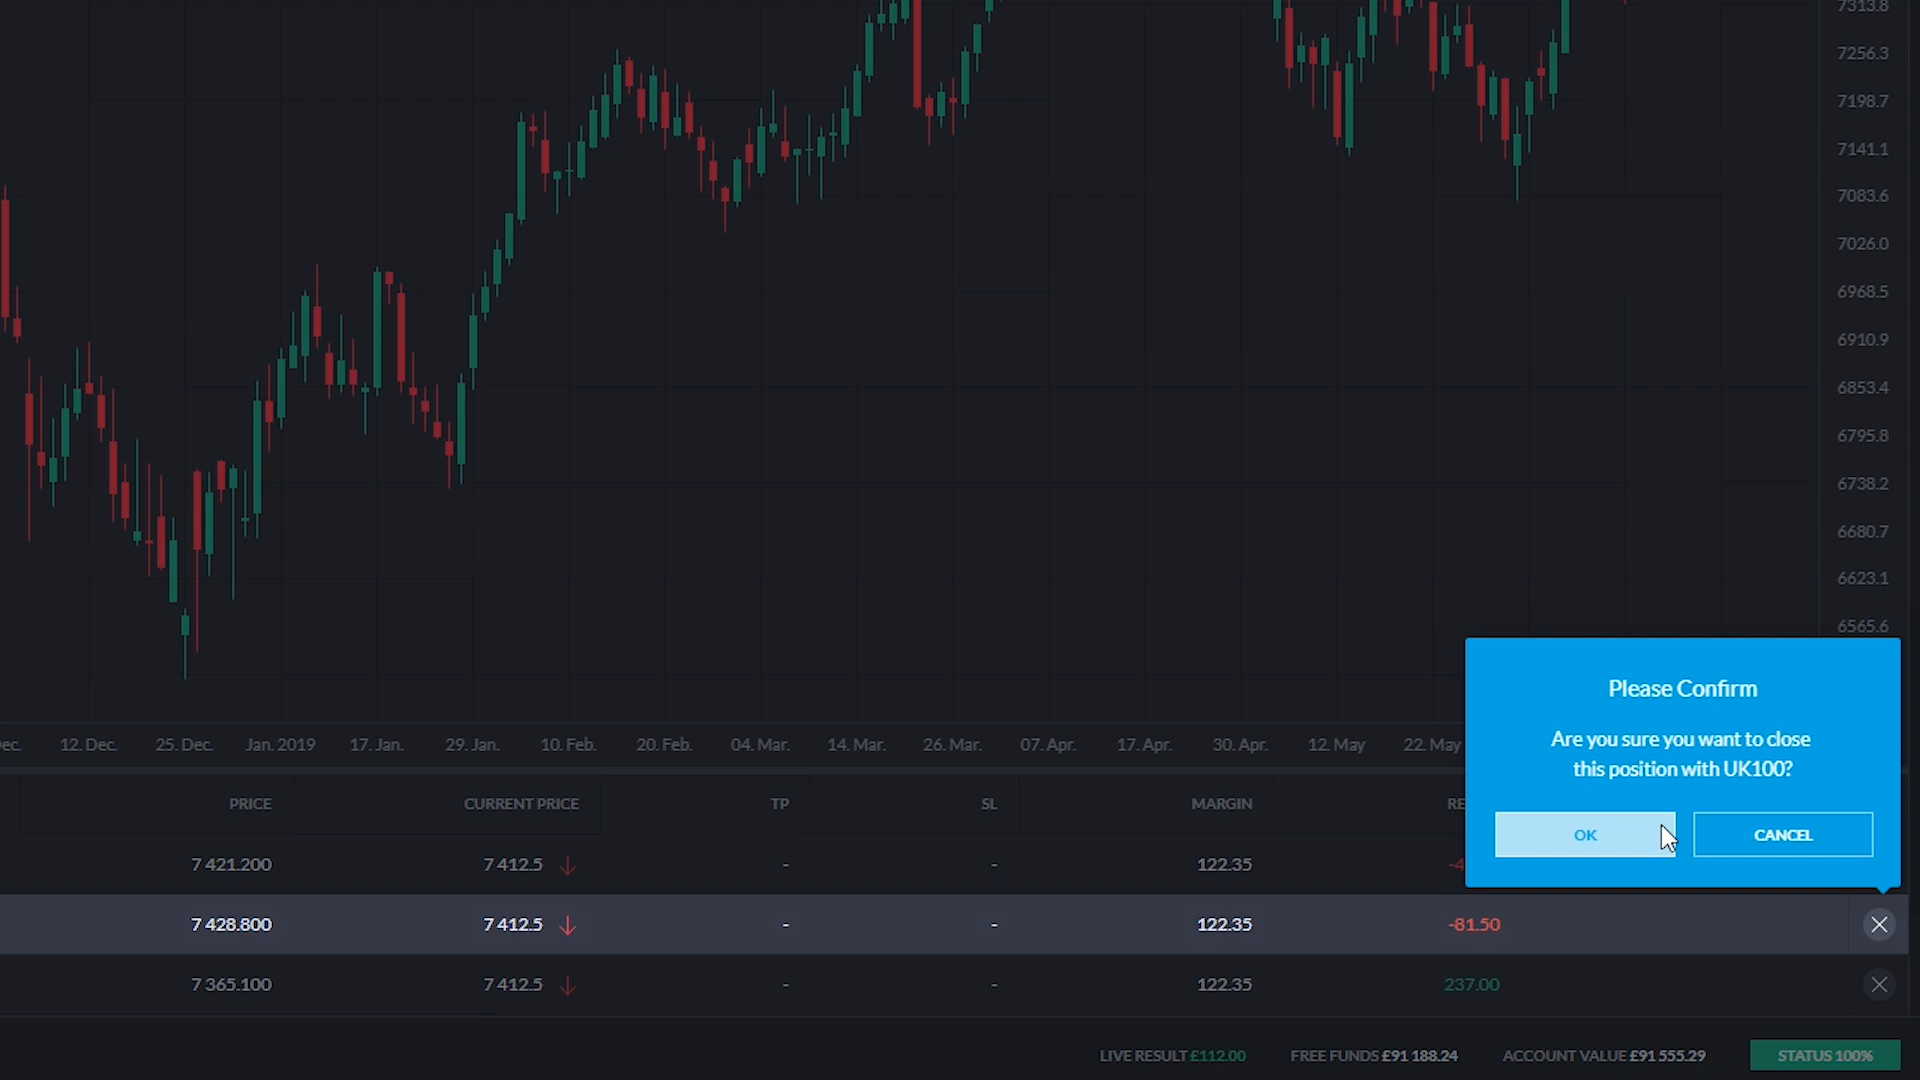 7313.8
7256.3
7198.7
7141.1
7083.6
7026.0
6968.5
6910.9
6853.4
6795.8
6738.2
6680.7
6623.1
6565.6
Please Confirm
Are you sure you want to close
this position with UK100?
OK CANCEL
12. Dec. 25. Dec. Jan. 2019 17. Jan. 29. Jan. 10. Feb. 20. Feb. 04. Mar. 14. Mar. 26. Mar. 07. Apr. 17. Apr. 30. Apr. 12. May 22. May
PRICE CURRENT PRICE TP SL MARGIN
7 421.200 7 412.5 - - 122.35
7 428.800 7 412.5 - - 122.35 -81.50
7 365.100 7 412.5 - - 122.35 237.00
LIVE RESULT £112.00 FREE FUNDS £91 188.24 ACCOUNT VALUE £91 555.29 STATUS 100%